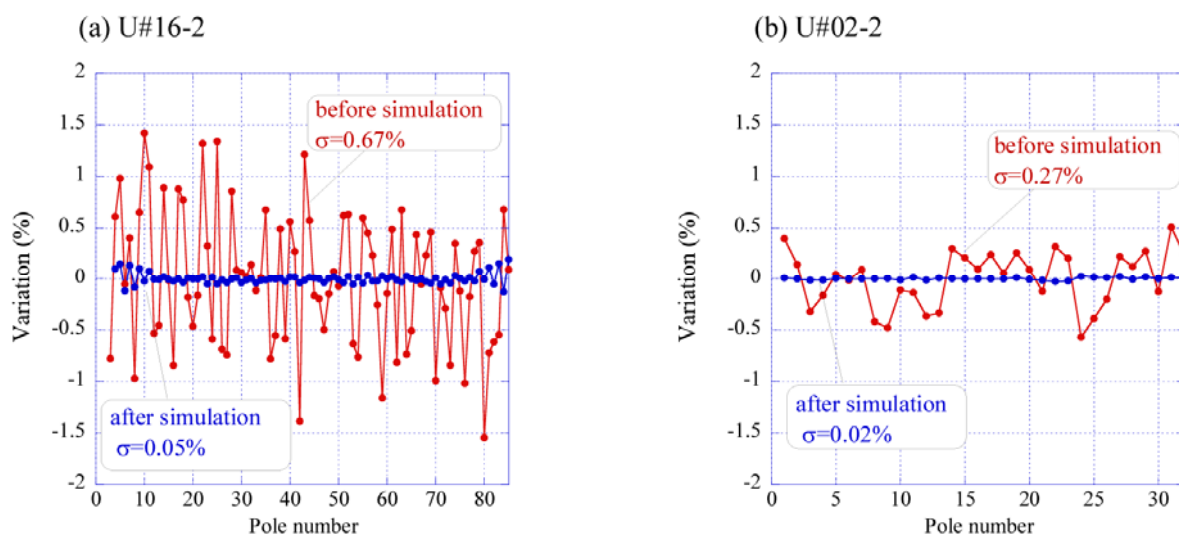 (a) U#16-2
2
1.5
1
0.5
0
-0.5
-1
-1.5
-2
Variation (%)
before simulation
σ=0.67%
after simulation
σ=0.05%
0 10 20 30 40 50 60 70 80
Pole number
(b) U#02-2
2
1.5
1
0.5
0
-0.5
-1
-1.5
-2
Variation (%)
before simulation
σ=0.27%
after simulation
σ=0.02%
0 5 10 15 20 25 30
Pole number